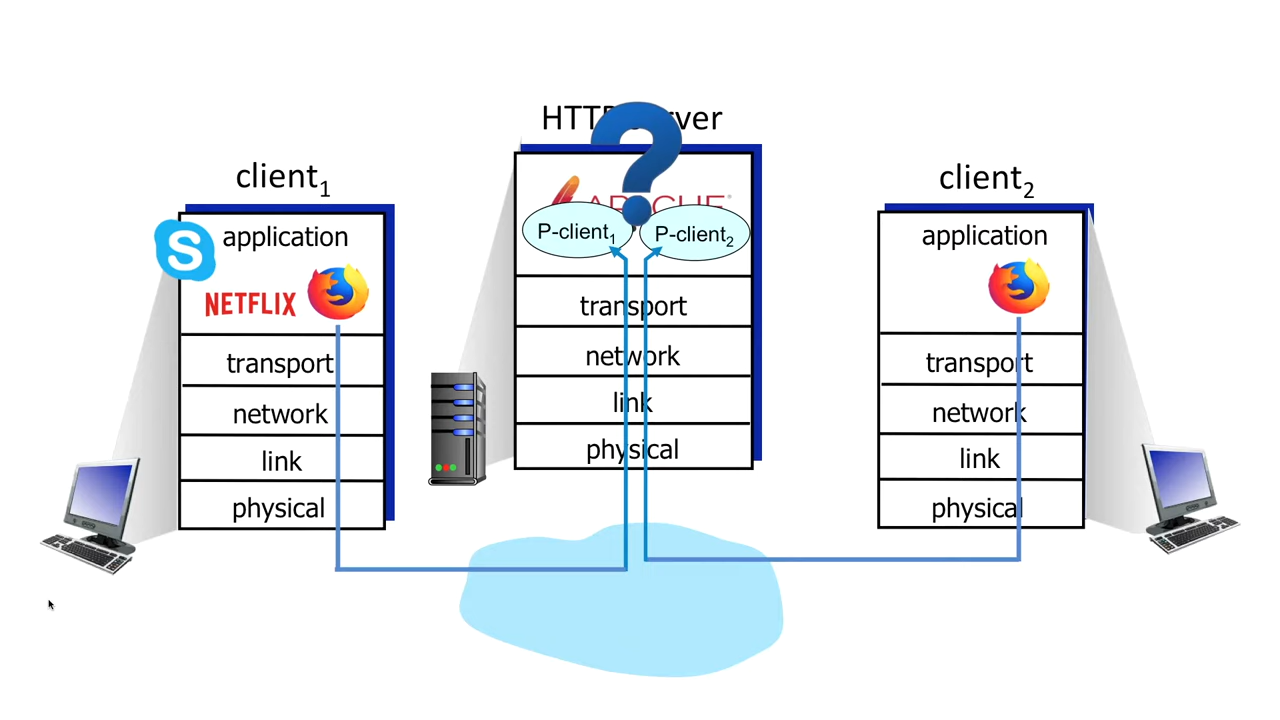 HTTP server
client1
client2
APACHE
S
application
P-client1
P-client2
application
NETFLIX
transport
network
link
physical
transport
network
link
physical
transport
network
link
physical